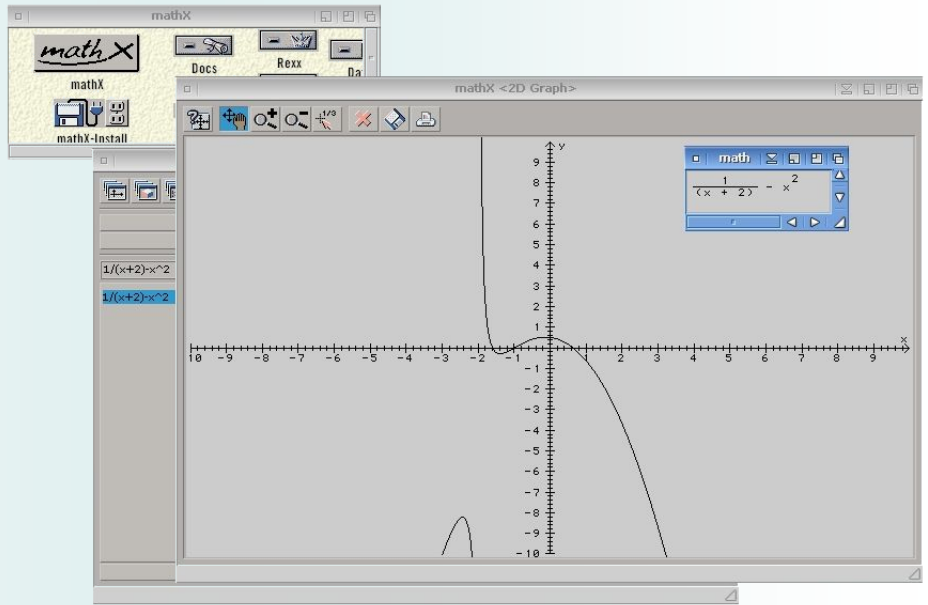 mathX
math X
mathX
Docs
Rexx
Da
mathX-Install
mathX <2D Graph>
1/3
1/(x+2)-x^2
1/(x+2)-x^2
y
9
8
7
6
5
4
3
2
1
x
10 -9 -8 -7 -6 -5 -4 -3 -2 -1 1 2 3 4 5 6 7 8 9
-1
-2
-3
-4
-5
-6
-7
-8
-9
-10
math
1
(x + 2) - x 2